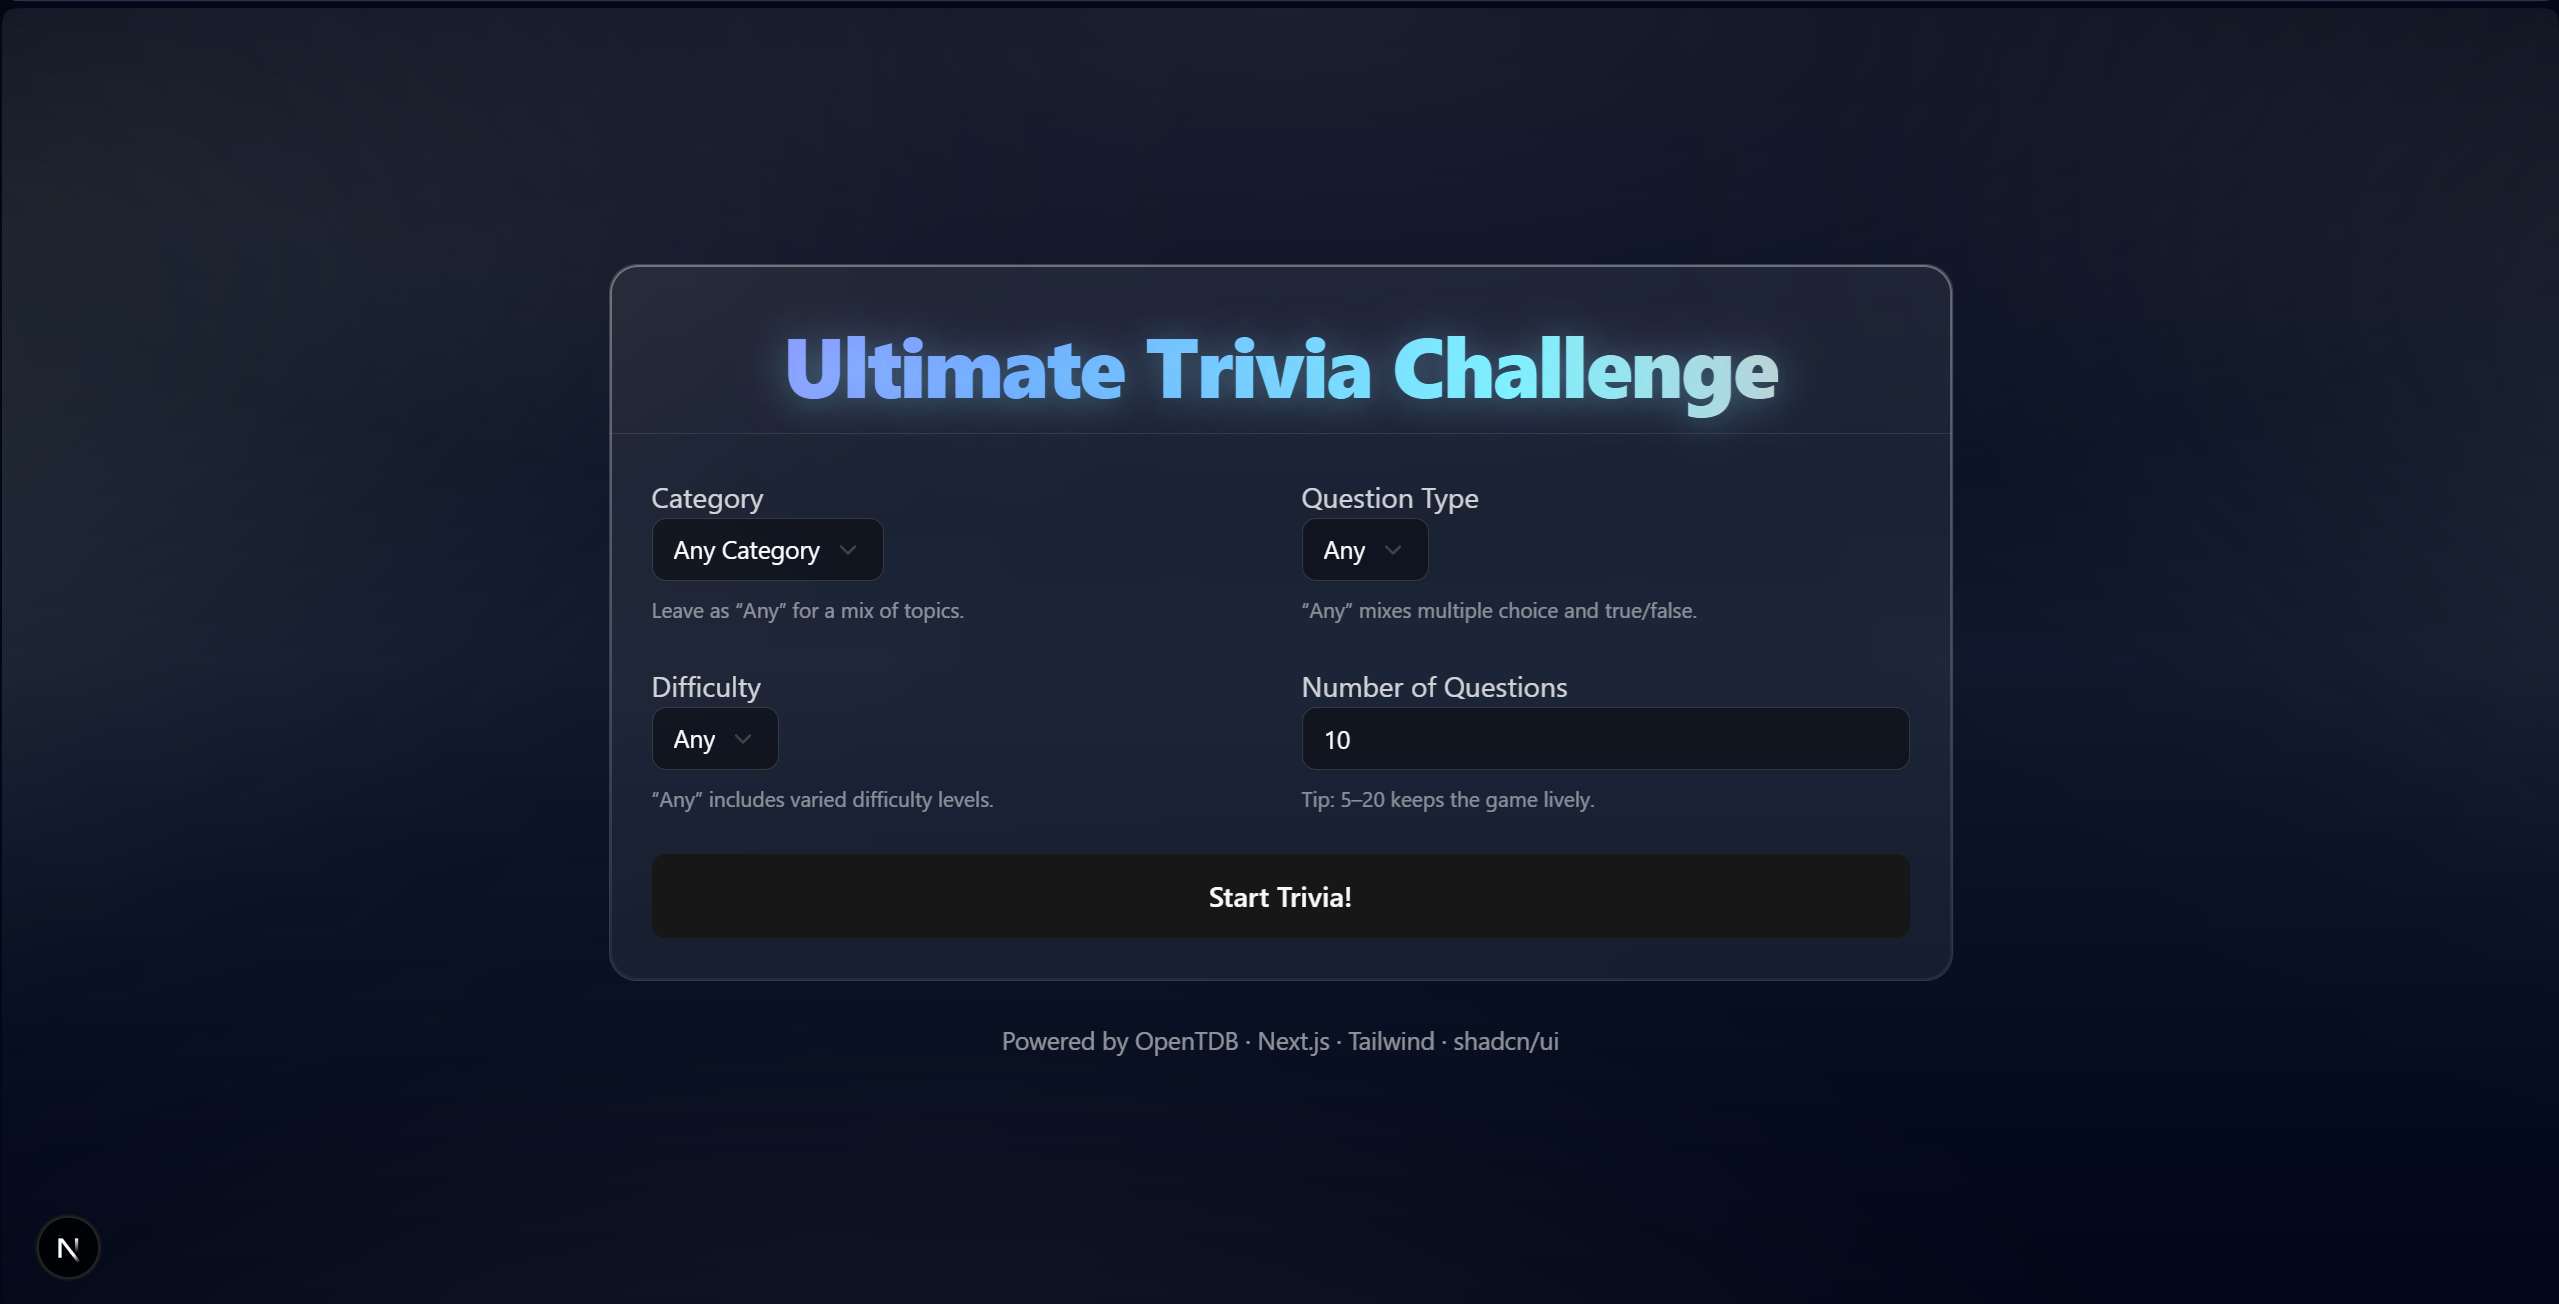 Ultimate Trivia Challenge
Category
Question Type
Any Category
Any
Leave as “Any” for a mix of topics.
“Any” mixes multiple choice and true/false.
Difficulty
Number of Questions
Any
10
“Any” includes varied difficulty levels.
Tip: 5–20 keeps the game lively.
Start Trivia!
Powered by OpenTDB · Next.js · Tailwind · shadcn/ui
N